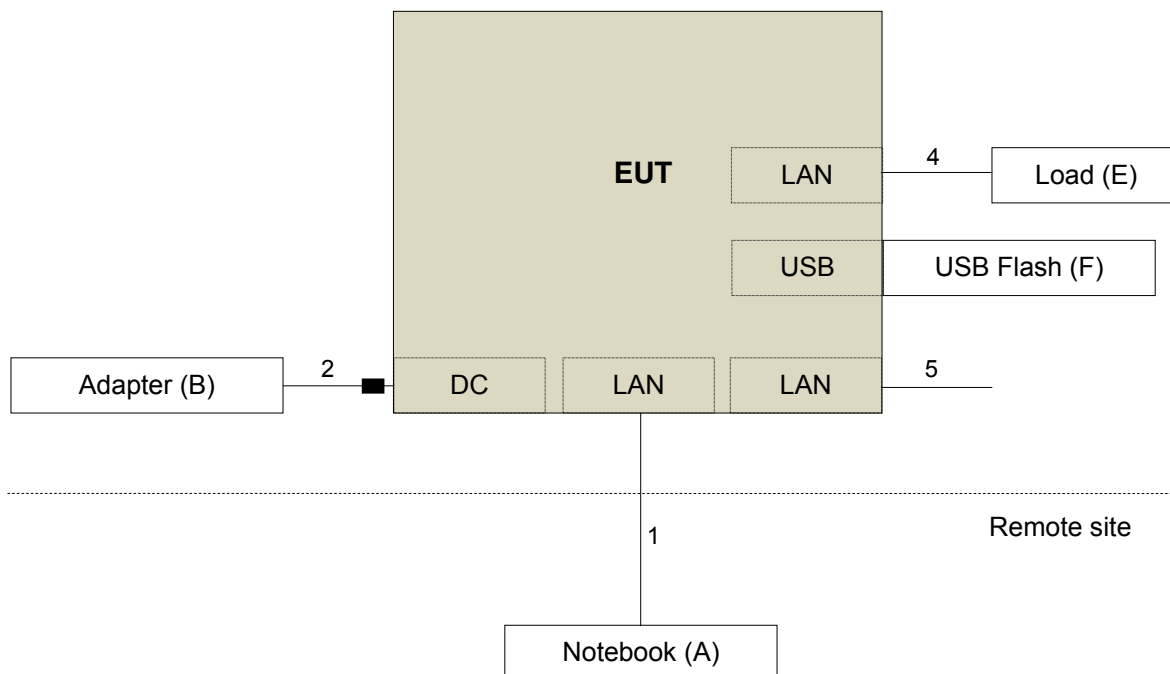 EUT
LAN
4
Load (E)
USB
USB Flash (F)
Adapter (B)
2
DC
LAN
LAN
5
1
Remote site
Notebook (A)